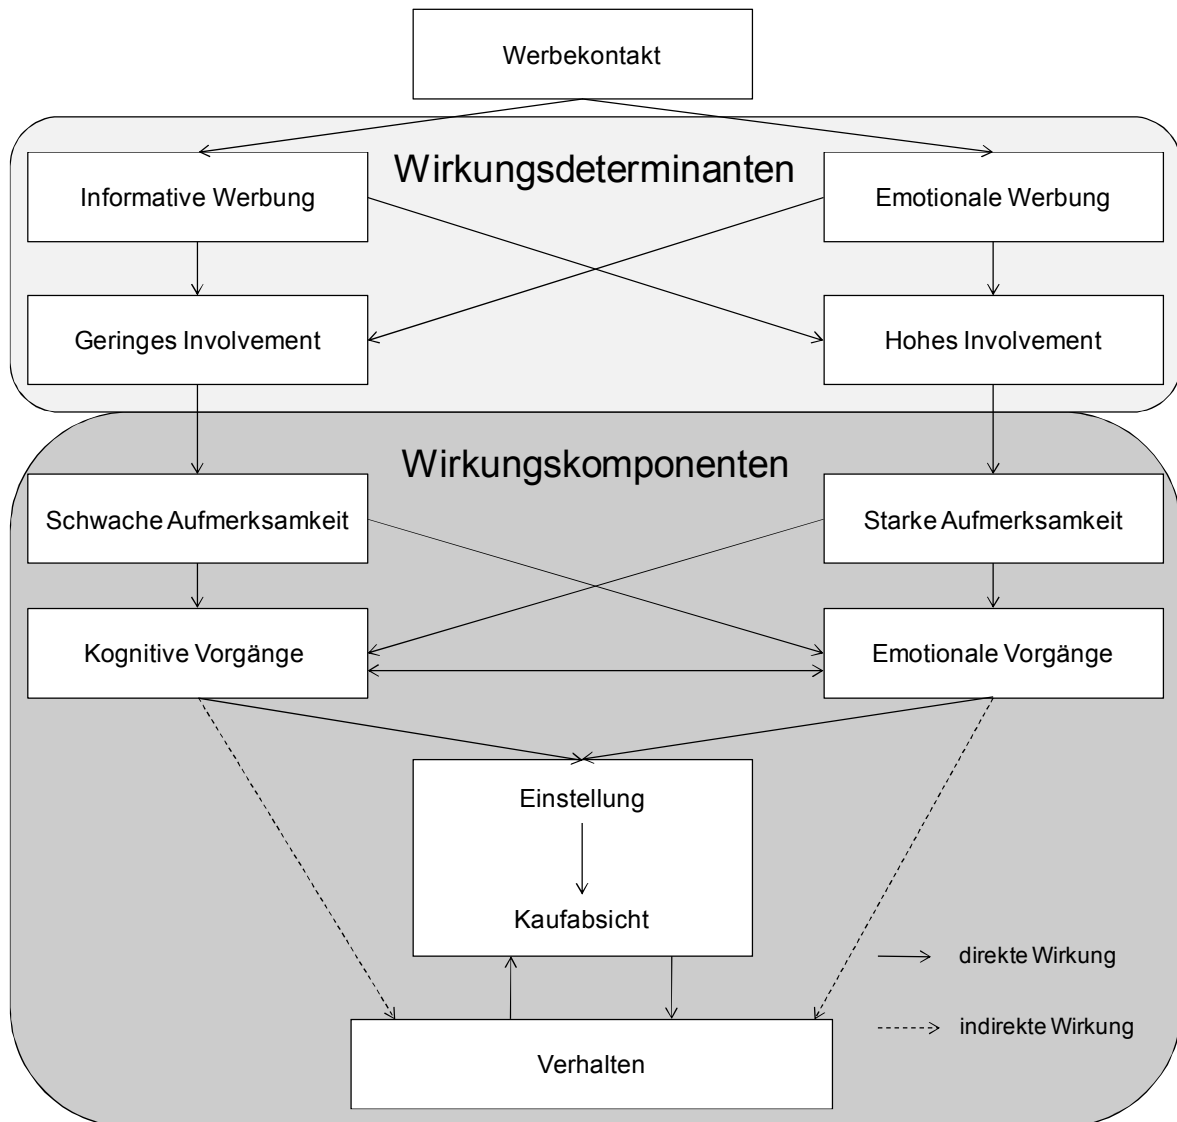 Werbekontakt
Wirkungsdeterminanten
Informative Werbung
Emotionale Werbung
Geringes Involvement
Hohes Involvement
Wirkungskomponenten
Schwache Aufmerksamkeit
Starke Aufmerksamkeit
Kognitive Vorgänge
Emotionale Vorgänge
Einstellung
Kaufabsicht
direkte Wirkung
indirekte Wirkung
Verhalten